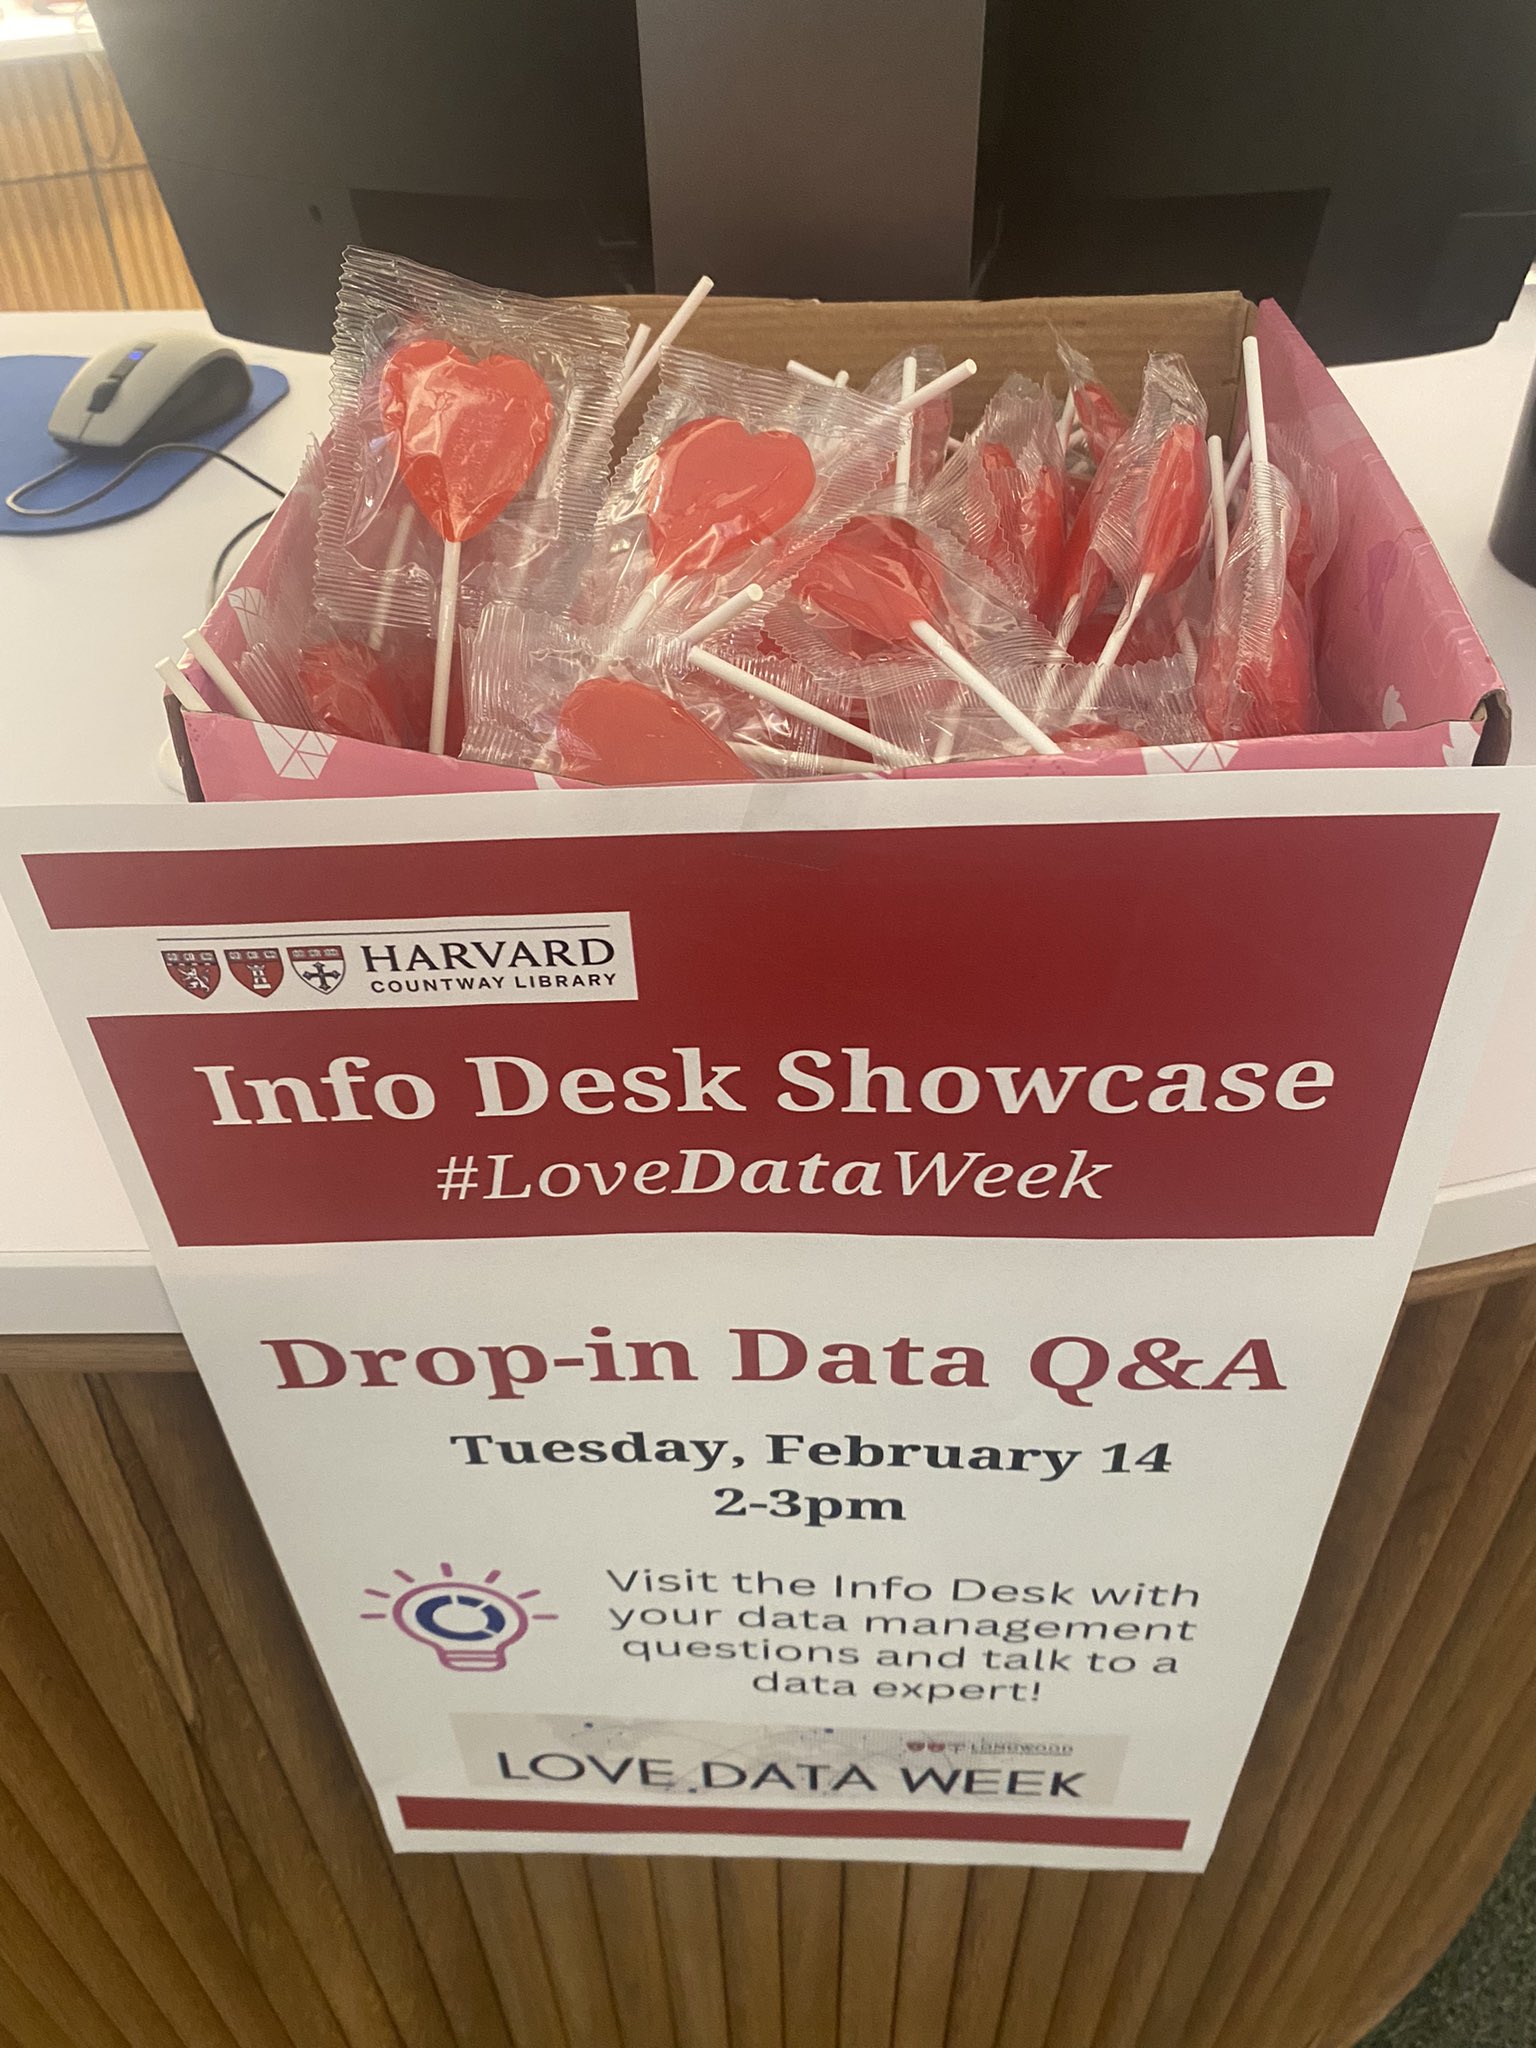 HARVARD
COUNTWAY LIBRARY
Info Desk Showcase
#LoveDataWeek
Drop-in Data Q&A
Tuesday, February 14
2-3pm
Visit the Info Desk with
your data management
questions and talk to a
data expert!
LONGWOOD
LOVE DATA WEEK